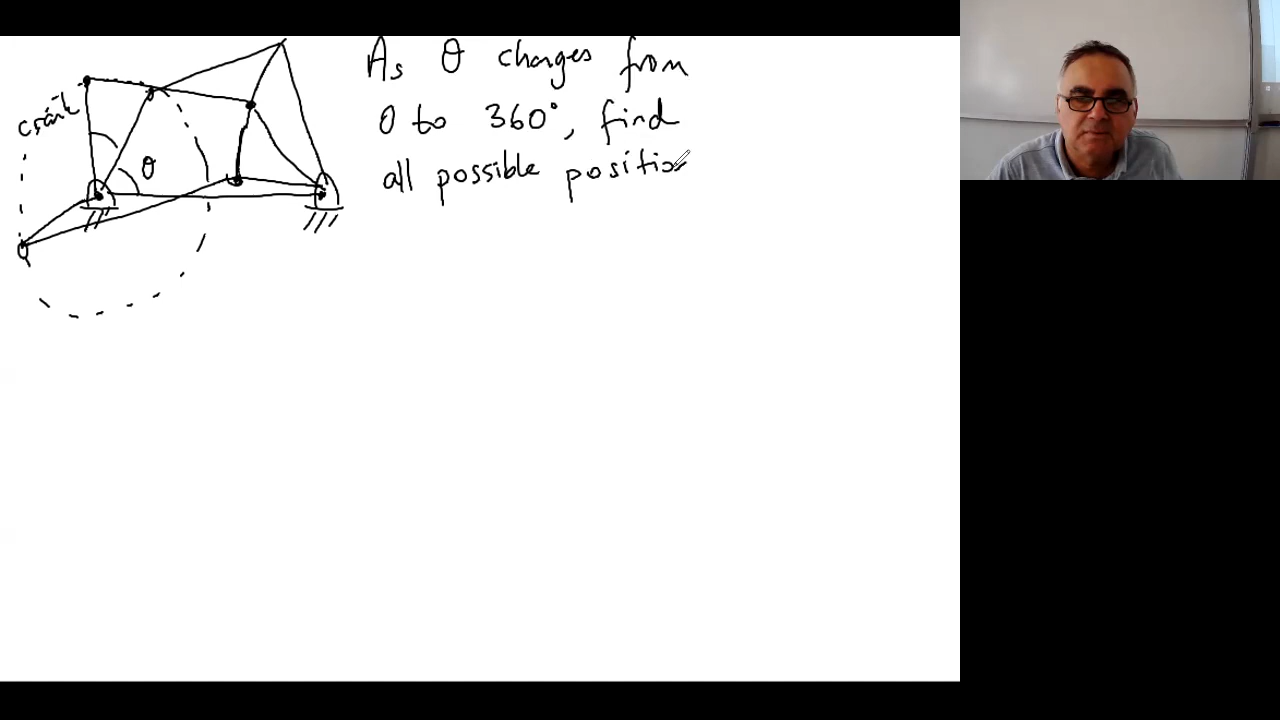 As θ changes from
crank
0 to 360°, find
θ
all possible positio